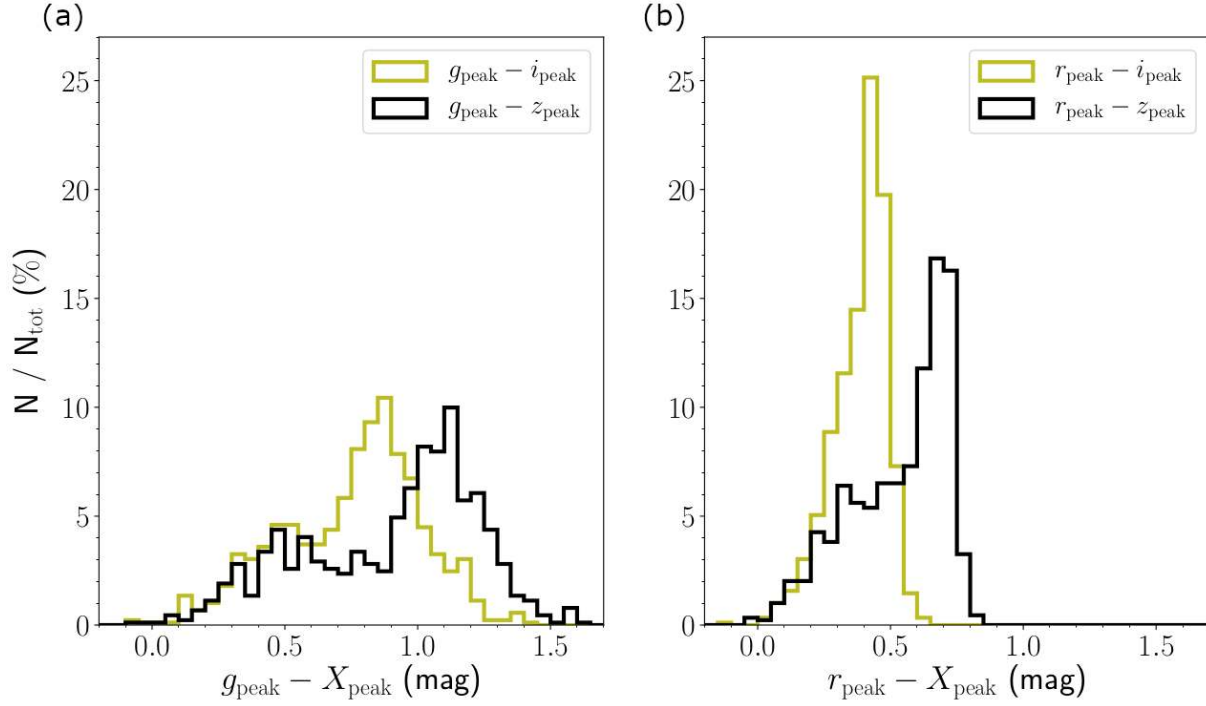 (a)
g_peak − i_peak
g_peak − z_peak
25
20
15
10
5
0
N / N_tot (%)
0.0 0.5 1.0 1.5
g_peak − X_peak (mag)
(b)
r_peak − i_peak
r_peak − z_peak
25
20
15
10
5
0
0.0 0.5 1.0 1.5
r_peak − X_peak (mag)